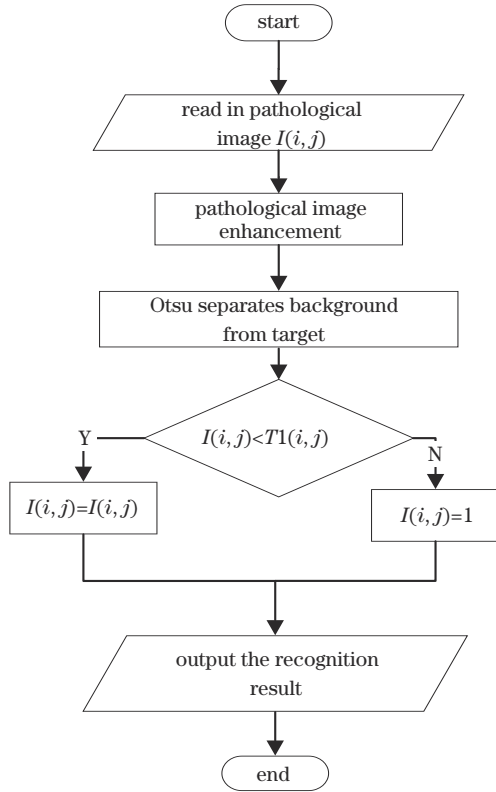 start
read in pathological
image I(i, j)
pathological image
enhancement
Otsu separates background
from target
I(i, j)<T1(i, j)
Y
N
I(i, j)=I(i, j)
I(i, j)=1
output the recognition
result
end